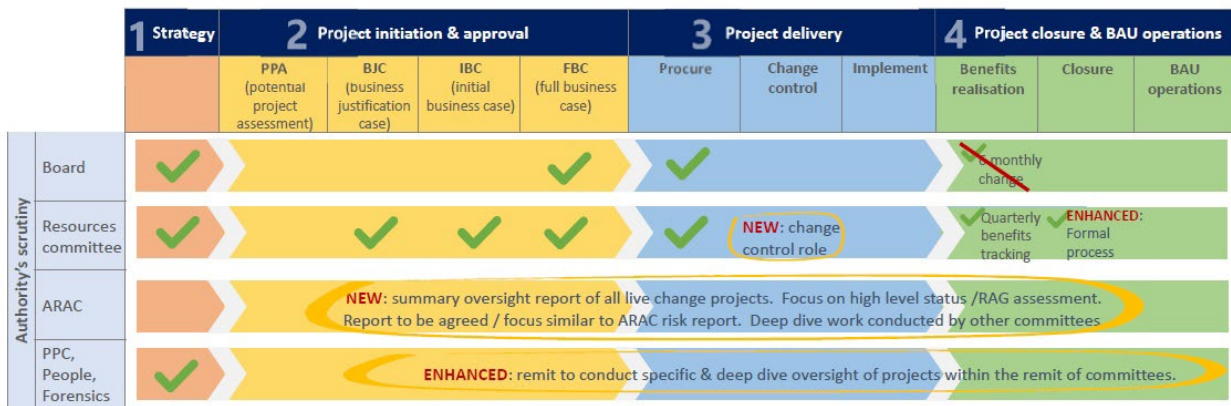 1 Strategy
2 Project initiation & approval
3 Project delivery
4 Project closure & BAU operations
PPA
(potential
project
assessment)
BJC
(business
justification
case)
IBC
(initial
business case)
FBC
(full business
case)
Procure
Change
control
Implement
Benefits
realisation
Closure
BAU
operations
Authority's scrutiny
Board
6 monthly
change
Resources
committee
NEW: change
control role
Quarterly
benefits
tracking
ENHANCED:
Formal
process
ARAC
NEW: summary oversight report of all live change projects. Focus on high level status /RAG assessment.
Report to be agreed / focus similar to ARAC risk report. Deep dive work conducted by other committees
PPC,
People,
Forensics
ENHANCED: remit to conduct specific & deep dive oversight of projects within the remit of committees.